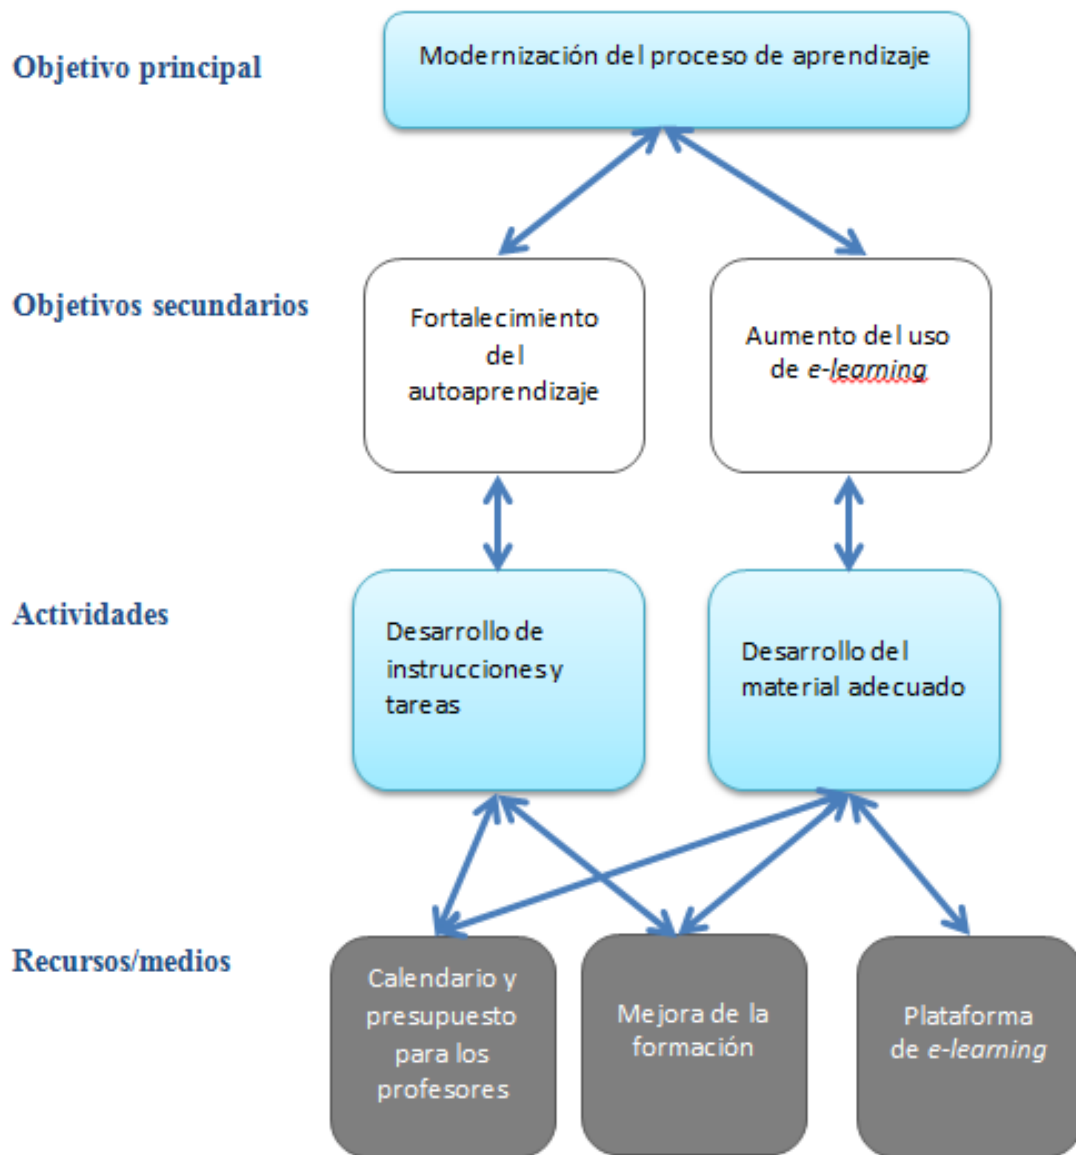 Objetivo principal
Modernización del proceso de aprendizaje
Objetivos secundarios
Fortalecimiento
del
autoaprendizaje
Aumento del uso
de e-learning
Actividades
Desarrollo de
instrucciones y
tareas
Desarrollo del
material adecuado
Recursos/medios
Calendario y
presupuesto
para los
profesores
Mejora de la
formación
Plataforma
de e-learning